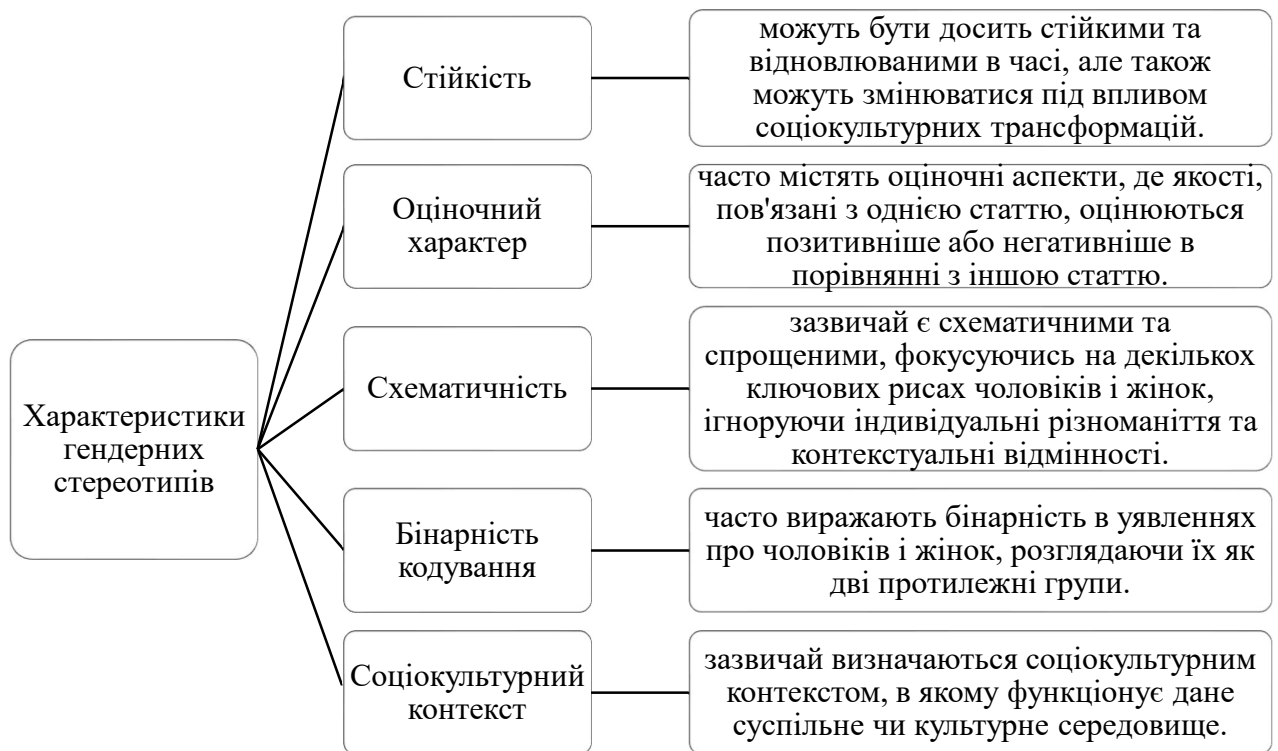 Характеристики
гендерних
стереотипів
Стійкість
можуть бути досить стійкими та
відновлюваними в часі, але також
можуть змінюватися під впливом
соціокультурних трансформацій.
Оціночний
характер
часто містять оціночні аспекти, де якості,
пов'язані з однією статтю, оцінюються
позитивніше або негативніше в
порівнянні з іншою статтю.
Схематичність
зазвичай є схематичними та
спрощеними, фокусуючись на декількох
ключових рисах чоловіків і жінок,
ігноруючи індивідуальні різноманіття та
контекстуальні відмінності.
Бінарність
кодування
часто виражають бінарність в уявленнях
про чоловіків і жінок, розглядаючи їх як
дві протилежні групи.
Соціокультурний
контекст
зазвичай визначаються соціокультурним
контекстом, в якому функціонує дане
суспільне чи культурне середовище.